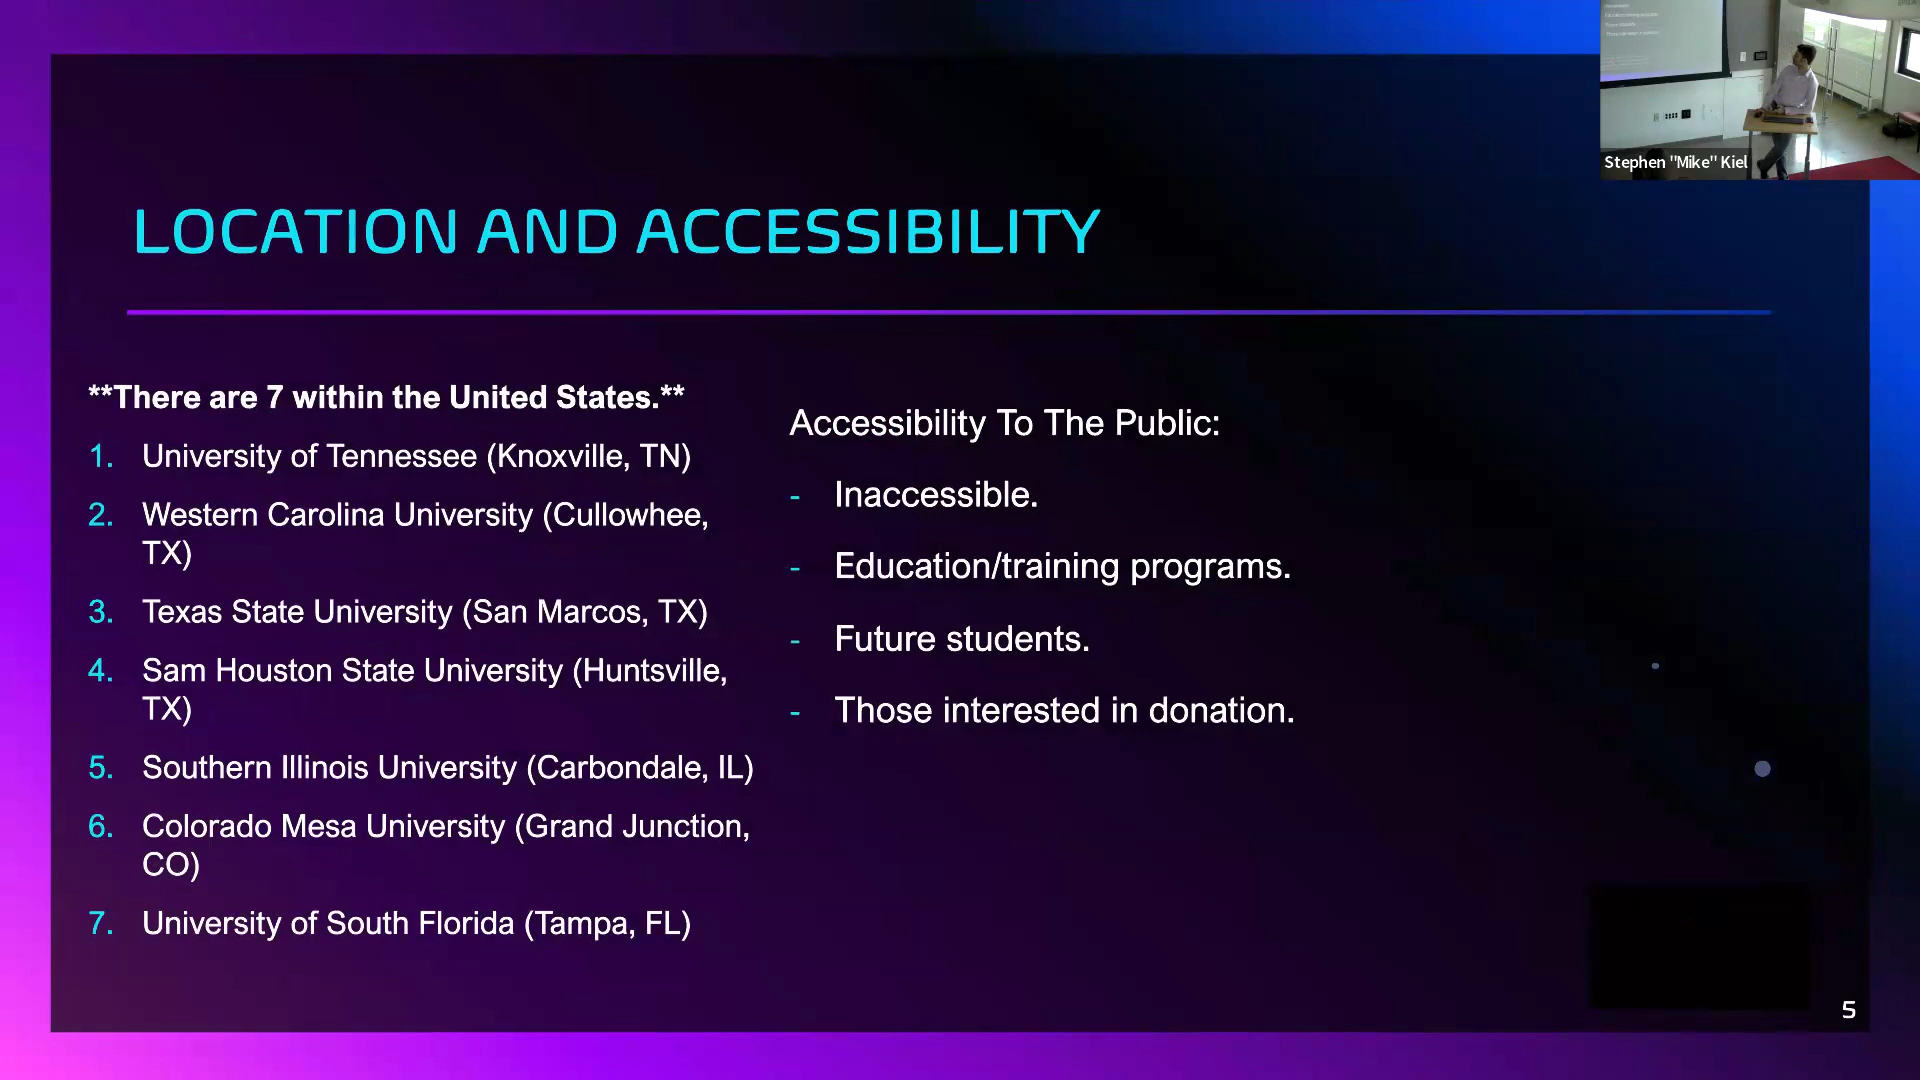 LOCATION AND ACCESSIBILITY
**There are 7 within the United States.**
1. University of Tennessee (Knoxville, TN)
2. Western Carolina University (Cullowhee,
TX)
3. Texas State University (San Marcos, TX)
4. Sam Houston State University (Huntsville,
TX)
5. Southern Illinois University (Carbondale, IL)
6. Colorado Mesa University (Grand Junction,
CO)
7. University of South Florida (Tampa, FL)
Accessibility To The Public:
- Inaccessible.
- Education/training programs.
- Future students.
- Those interested in donation.
Stephen "Mike" Kiel
5